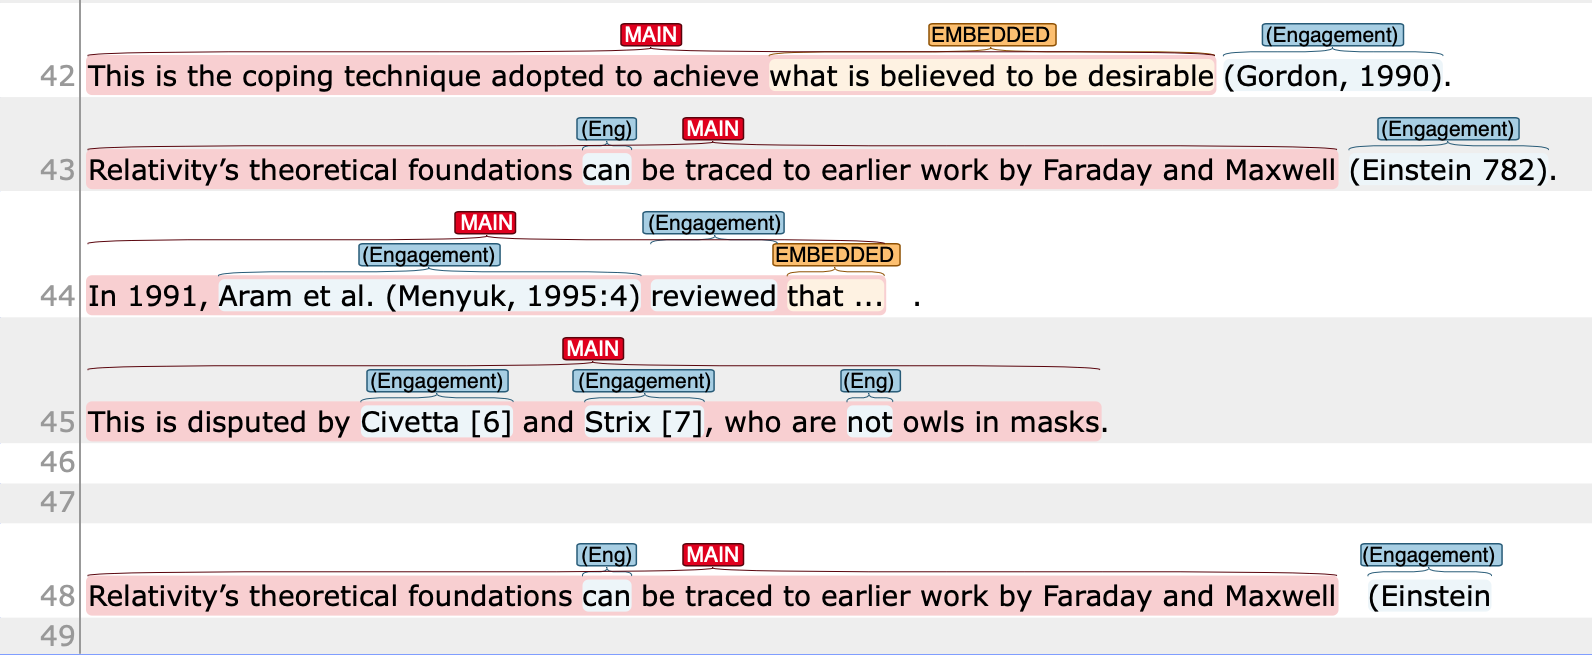 MAIN EMBEDDED (Engagement)
42 This is the coping technique adopted to achieve what is believed to be desirable (Gordon, 1990).
(Eng) MAIN (Engagement)
43 Relativity’s theoretical foundations can be traced to earlier work by Faraday and Maxwell (Einstein 782).
MAIN (Engagement)
(Engagement) EMBEDDED
44 In 1991, Aram et al. (Menyuk, 1995:4) reviewed that ... .
MAIN
(Engagement) (Engagement) (Eng)
45 This is disputed by Civetta [6] and Strix [7], who are not owls in masks.
46
47
(Eng) MAIN (Engagement)
48 Relativity’s theoretical foundations can be traced to earlier work by Faraday and Maxwell (Einstein
49